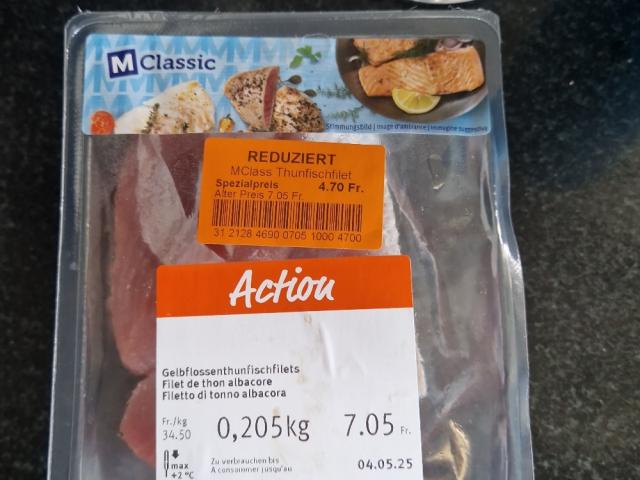 M Classic
Stimmungsbild | Image d'ambiance | Immagine suggestiva
REDUZIERT
MClass Thunfischfilet
Spezialpreis 4.70 Fr.
Alter Preis 7.05 Fr.
31 2128 4690 0705 1000 4700
Action
Gelbflossenthunfischfilets
Filet de thon albacore
Filetto di tonno albacora
Fr./kg
34.50
0,205kg
7.05 Fr.
max
+2 °C
Zu verbrauchen bis
A consommer jusqu'au
04.05.25